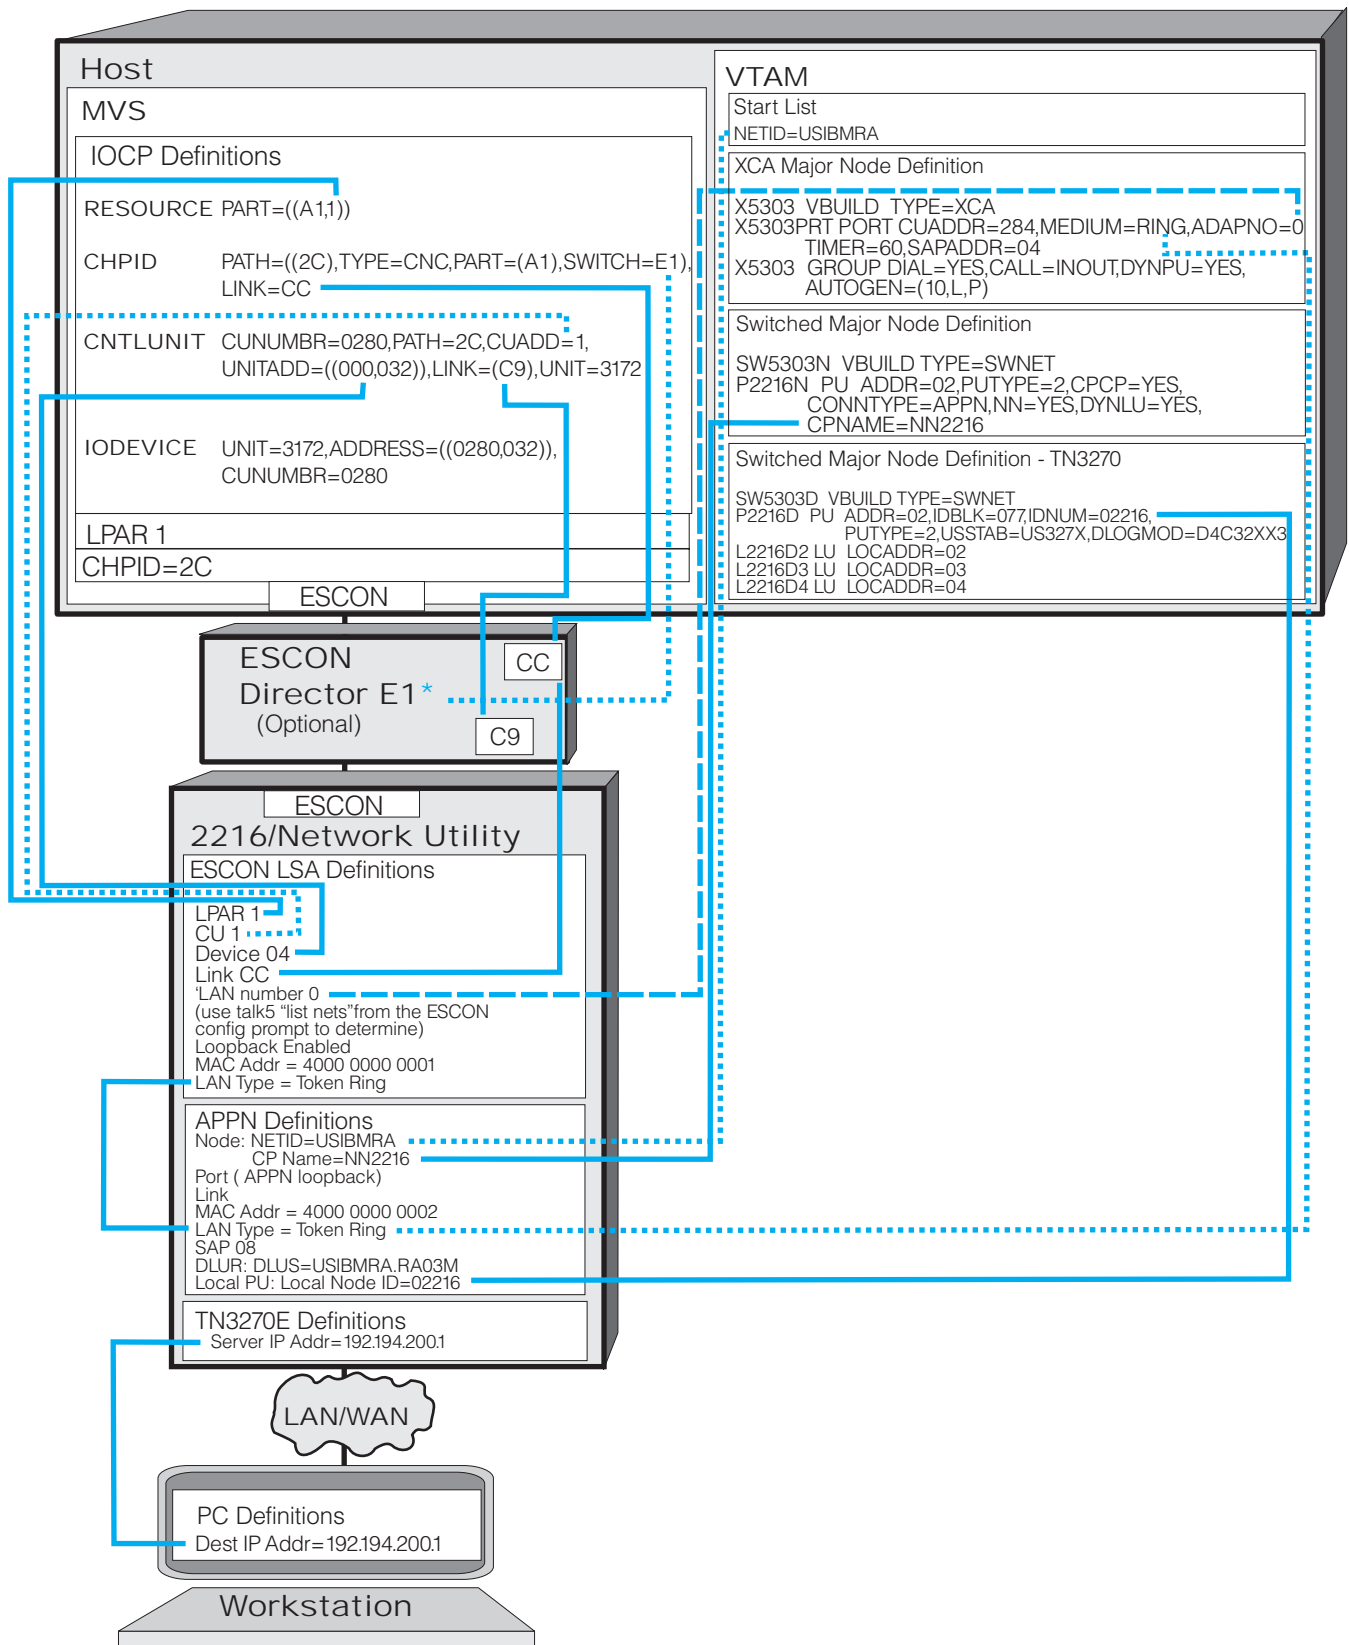 Host
MVS
IOCP Definitions
RESOURCE PART=((A1,1))
CHPID PATH=((2C),TYPE=CNC,PART=(A1),SWITCH=E1),
LINK=CC
CNTLUNIT CUNUMBR=0280,PATH=2C,CUADD=1,
UNITADD=((000,032)),LINK=(C9),UNIT=3172
IODEVICE UNIT=3172,ADDRESS=((0280,032)),
CUNUMBR=0280
LPAR 1
CHPID=2C
ESCON
VTAM
Start List
NETID=USIBMRA
XCA Major Node Definition
X5303 VBUILD TYPE=XCA
X5303PRT PORT CUADDR=284,MEDIUM=RING,ADAPNO=0
TIMER=60,SAPADDR=04
X5303 GROUP DIAL=YES,CALL=INOUT,DYNPU=YES,
AUTOGEN=(10,L,P)
Switched Major Node Definition
SW5303N VBUILD TYPE=SWNET
P2216N PU ADDR=02,PUTYPE=2,CPCP=YES,
CONNTYPE=APPN,NN=YES,DYNLU=YES,
CPNAME=NN2216
Switched Major Node Definition - TN3270
SW5303D VBUILD TYPE=SWNET
P2216D PU ADDR=02,IDBLK=077,IDNUM=02216,
PUTYPE=2,USSTAB=US327X,DLOGMOD=D4C32XX3
L2216D2 LU LOCADDR=02
L2216D3 LU LOCADDR=03
L2216D4 LU LOCADDR=04
ESCON
Director E1*
(Optional)
CC
C9
ESCON
2216/Network Utility
ESCON LSA Definitions
LPAR 1
CU 1
Device 04
Link CC
'LAN number 0
(use talk5 “list nets”from the ESCON
config prompt to determine)
Loopback Enabled
MAC Addr = 4000 0000 0001
LAN Type = Token Ring
APPN Definitions
Node: NETID=USIBMRA
CP Name=NN2216
Port ( APPN loopback)
Link
MAC Addr = 4000 0000 0002
LAN Type = Token Ring
SAP 08
DLUR: DLUS=USIBMRA.RA03M
Local PU: Local Node ID=02216
TN3270E Definitions
Server IP Addr=192.194.200.1
LAN/WAN
PC Definitions
Dest IP Addr=192.194.200.1
Workstation